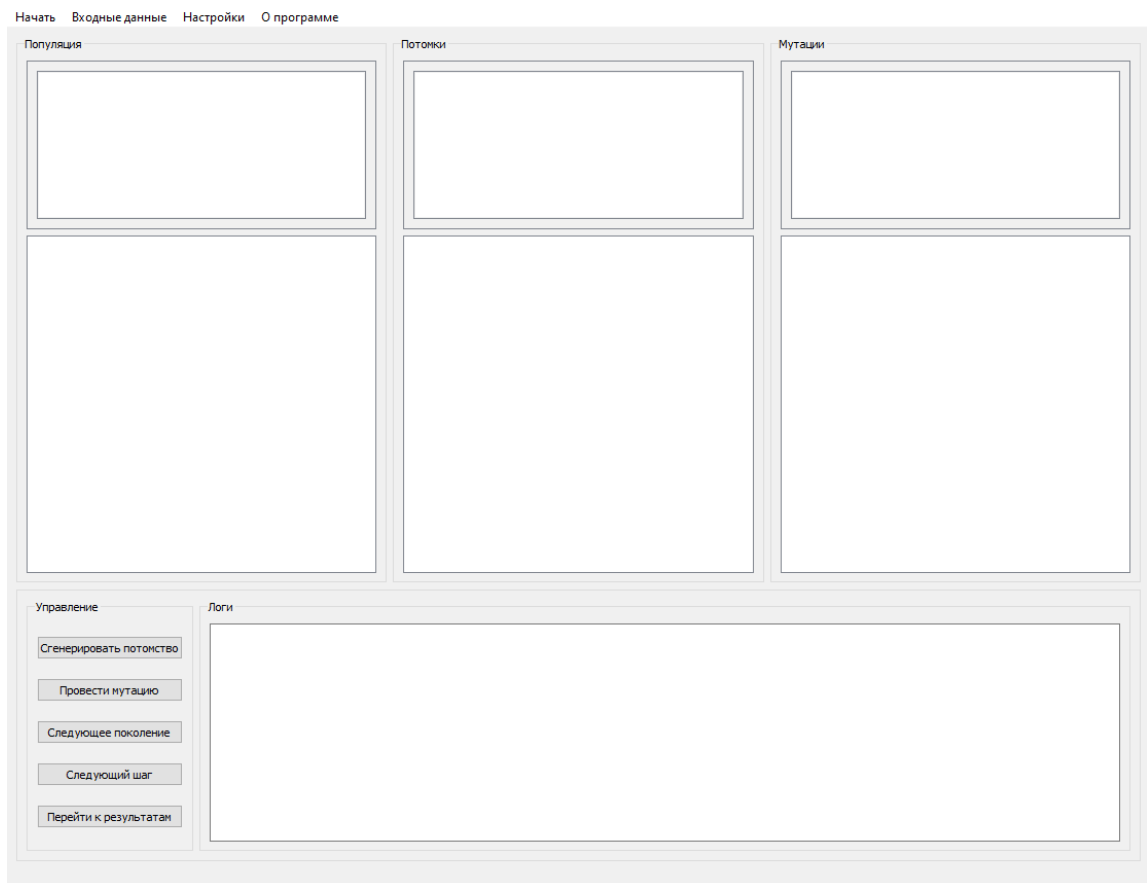 Начать Входные данные Настройки О программе
Популяция Потомки Мутации
Управление Логи
Сгенерировать потомство
Провести мутацию
Следующее поколение
Следующий шаг
Перейти к результатам